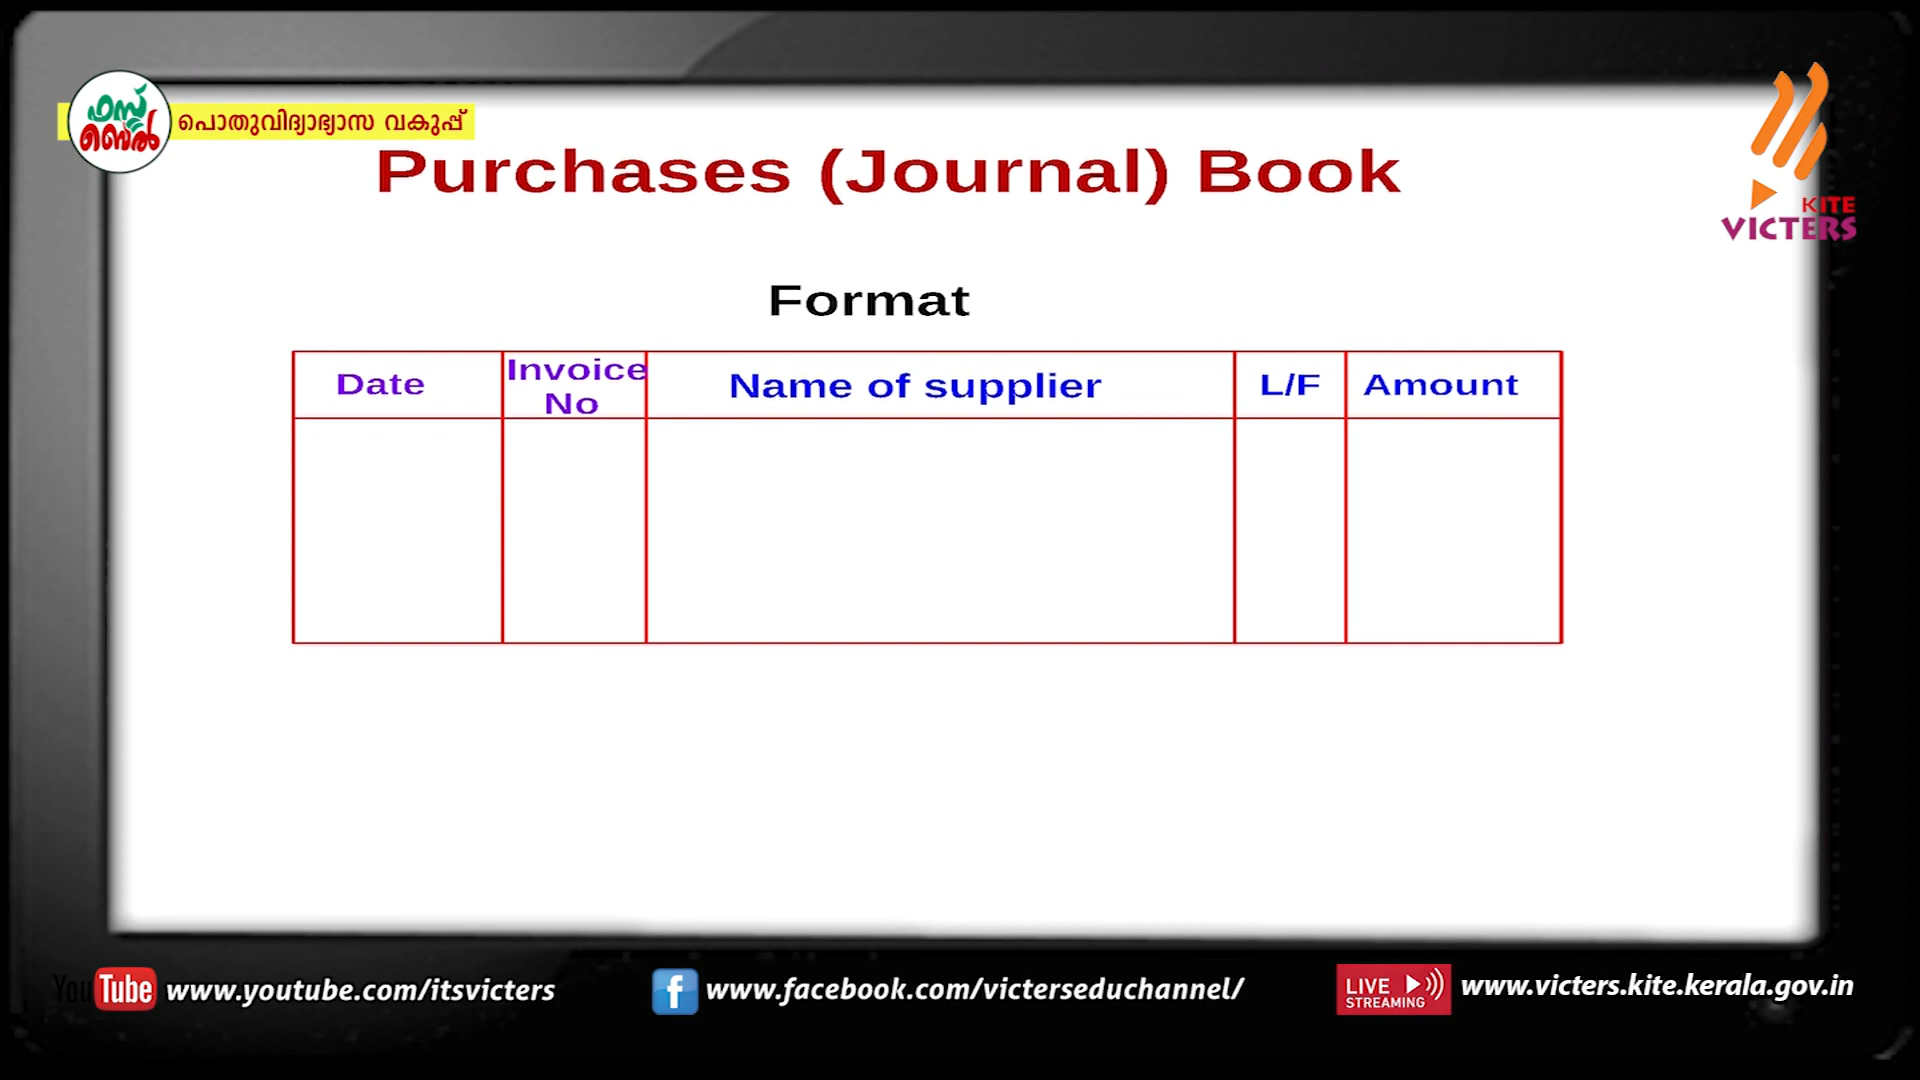 ഫസ്റ്റ്
ബെൽ
പൊതുവിദ്യാഭ്യാസ വകുപ്പ്
KITE
VICTERS
Purchases (Journal) Book
Format
Date
Invoice
No
Name of supplier
L/F
Amount
YouTube www.youtube.com/itsvicters
f www.facebook.com/victerseduchannel/
LIVE
STREAMING
www.victers.kite.kerala.gov.in